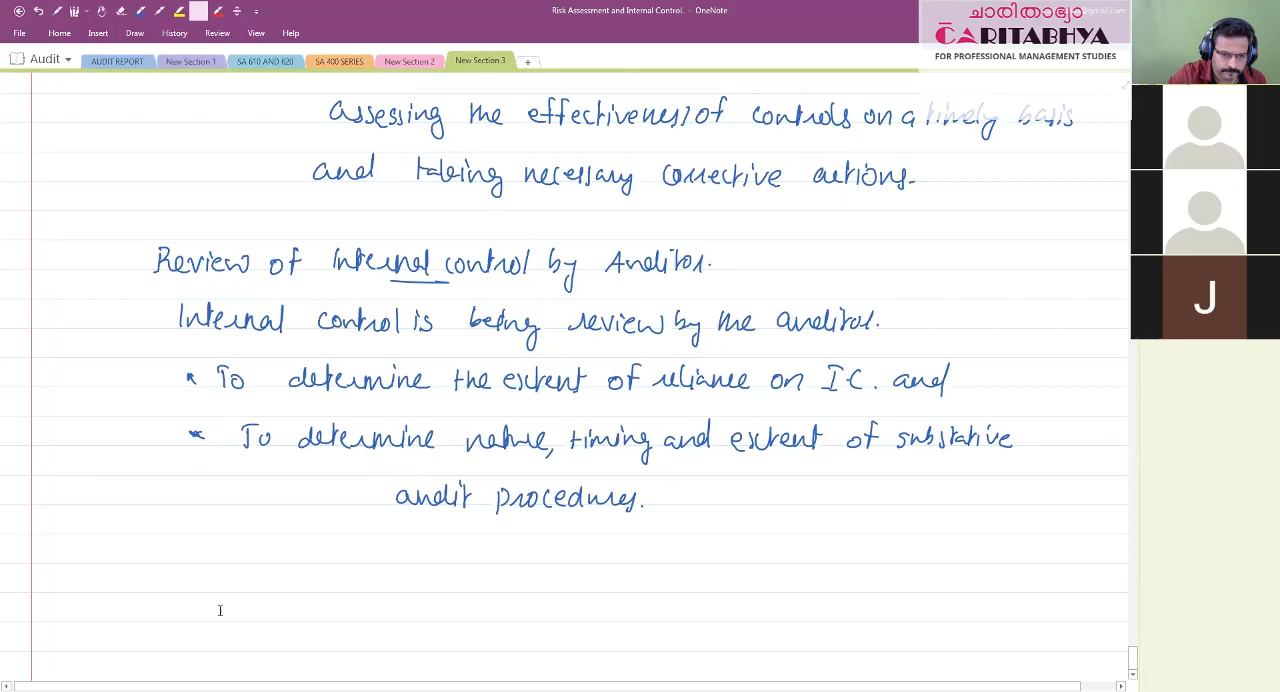 Risk Assessment and Internal Control. - OneNote
File Home Insert Draw History Review View Help
Audit AUDIT REPORT New Section 1 SA 610 AND 620 SA 400 SERIES New Section 2 New Section 3
ചാരിതാഭ്യാ
CARITABHYA
FOR PROFESSIONAL MANAGEMENT STUDIES
Assessing the effectiveness of controls on a timely basis
and taking necessary corrective actions.
Review of Internal control by Auditor.
Internal control is being review by the auditor.
* To determine the extent of reliance on I.C. and
* To determine nature, timing and extent of substative
audit procedures.
J